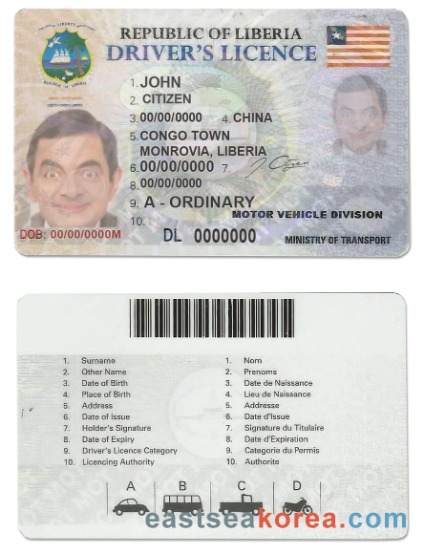 REPUBLIC OF LIBERIA
DRIVER'S LICENCE
1. JOHN
2. CITIZEN
3. 00/00/0000 4. CHINA
5. CONGO TOWN
MONROVIA, LIBERIA
6. 00/00/0000 7.
8. 00/00/0000
9. A - ORDINARY
MOTOR VEHICLE DIVISION
10.
DL 0000000
DOB: 00/00/0000M
MINISTRY OF TRANSPORT
1. Surname
2. Other Name
3. Date of Birth
4. Place of Birth
5. Address
6. Date of Issue
7. Holder's Signature
8. Date of Expiry
9. Driver's Licence Category
10. Licencing Authority
1. Nom
2. Prenoms
3. Date de Naissance
4. Lieu de Naissance
5. Addresse
6. Date d'Issue
7. Signature du Titulaire
8. Date d'Expiration
9. Categorie du Permis
10. Authorite
A B C D
eastseakorea.com